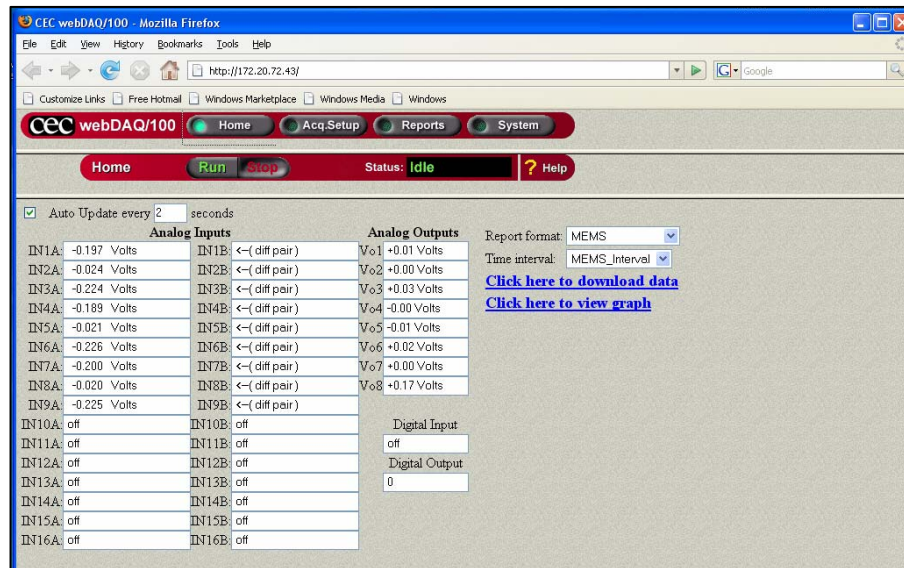 CEC webDAQ/100 - Mozilla Firefox
File Edit View History Bookmarks Tools Help
http://172.20.72.43/
Google
Customize Links Free Hotmail Windows Marketplace Windows Media Windows
CEC webDAQ/100 Home Acq.Setup Reports System
Home Run Stop Status: Idle ? Help
Auto Update every 2 seconds
Analog Inputs Analog Outputs
Report format: MEMS
Time interval: MEMS_Interval
Click here to download data
Click here to view graph
IN1A: -0.197 Volts IN1B: <--( diff pair ) Vo1 +0.01 Volts
IN2A: -0.024 Volts IN2B: <--( diff pair ) Vo2 +0.00 Volts
IN3A: -0.224 Volts IN3B: <--( diff pair ) Vo3 +0.03 Volts
IN4A: -0.189 Volts IN4B: <--( diff pair ) Vo4 -0.00 Volts
IN5A: -0.021 Volts IN5B: <--( diff pair ) Vo5 -0.01 Volts
IN6A: -0.226 Volts IN6B: <--( diff pair ) Vo6 +0.02 Volts
IN7A: -0.200 Volts IN7B: <--( diff pair ) Vo7 +0.00 Volts
IN8A: -0.020 Volts IN8B: <--( diff pair ) Vo8 +0.17 Volts
IN9A: -0.225 Volts IN9B: <--( diff pair )
IN10A: off IN10B: off Digital Input
IN11A: off IN11B: off off
IN12A: off IN12B: off Digital Output
IN13A: off IN13B: off 0
IN14A: off IN14B: off
IN15A: off IN15B: off
IN16A: off IN16B: off